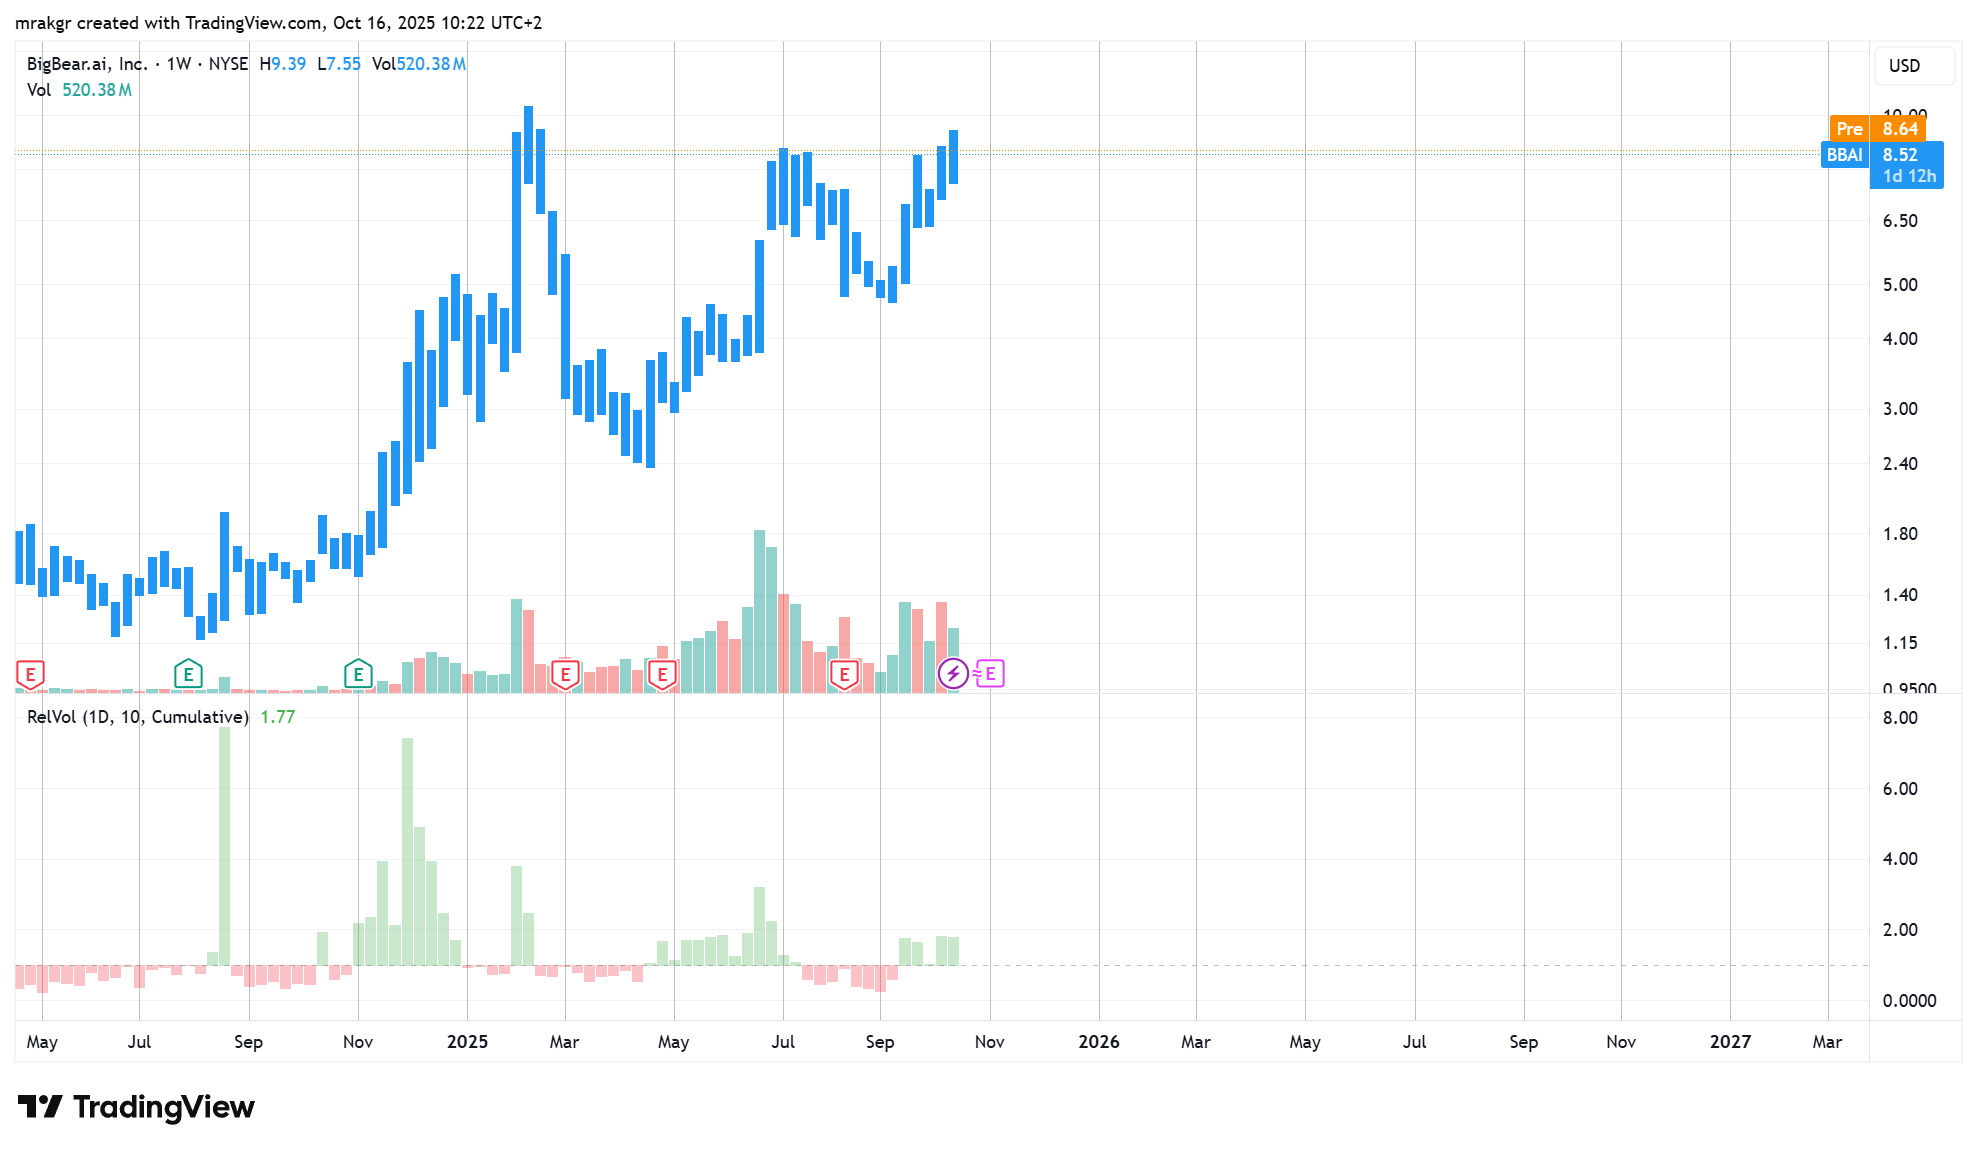 mrakgr created with TradingView.com, Oct 16, 2025 10:22 UTC+2
BigBear.ai, Inc. · 1W · NYSE H9.39 L7.55 Vol520.38M
Vol 520.38M
USD
10.00
Pre 8.64
BBAI 8.52
1d 12h
6.50
5.00
4.00
3.00
2.40
1.80
1.40
1.15
0.9500
E E E E E E ≈E
RelVol (1D, 10, Cumulative) 1.77
8.00
6.00
4.00
2.00
0.0000
May Jul Sep Nov 2025 Mar May Jul Sep Nov 2026 Mar May Jul Sep Nov 2027 Mar
TradingView